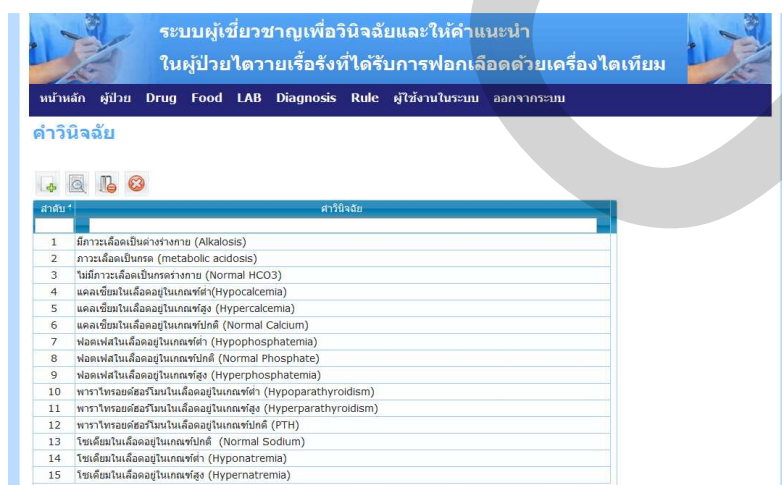 ระบบผู้เชี่ยวชาญเพื่อวินิจฉัยและให้คำแนะนำ
ในผู้ป่วยไตวายเรื้อรังที่ได้รับการฟอกเลือดด้วยเครื่องไตเทียม
หน้าหลัก ผู้ป่วย Drug Food LAB Diagnosis Rule ผู้ใช้งานในระบบ ออกจากระบบ
คำวินิจฉัย
ลำดับ คำวินิจฉัย
1 มีภาวะเลือดเป็นด่างร่างกาย (Alkalosis)
2 ภาวะเลือดเป็นกรด (metabolic acidosis)
3 ไม่มีภาวะเลือดเป็นกรดร่างกาย (Normal HCO3)
4 แคลเซียมในเลือดอยู่ในเกณฑ์ต่ำ(Hypocalcemia)
5 แคลเซียมในเลือดอยู่ในเกณฑ์สูง (Hypercalcemia)
6 แคลเซียมในเลือดอยู่ในเกณฑ์ปกติ (Normal Calcium)
7 ฟอตเฟสในเลือดอยู่ในเกณฑ์ต่ำ (Hypophosphatemia)
8 ฟอตเฟสในเลือดอยู่ในเกณฑ์ปกติ (Normal Phosphate)
9 ฟอตเฟสในเลือดอยู่ในเกณฑ์สูง (Hyperphosphatemia)
10 พาราไทรอยด์ฮอร์โมนในเลือดอยู่ในเกณฑ์ต่ำ (Hypoparathyroidism)
11 พาราไทรอยด์ฮอร์โมนในเลือดอยู่ในเกณฑ์สูง (Hyperparathyroidism)
12 พาราไทรอยด์ฮอร์โมนในเลือดอยู่ในเกณฑ์ปกติ (PTH)
13 โซเดียมในเลือดอยู่ในเกณฑ์ปกติ (Normal Sodium)
14 โซเดียมในเลือดอยู่ในเกณฑ์ต่ำ (Hyponatremia)
15 โซเดียมในเลือดอยู่ในเกณฑ์สูง (Hypernatremia)